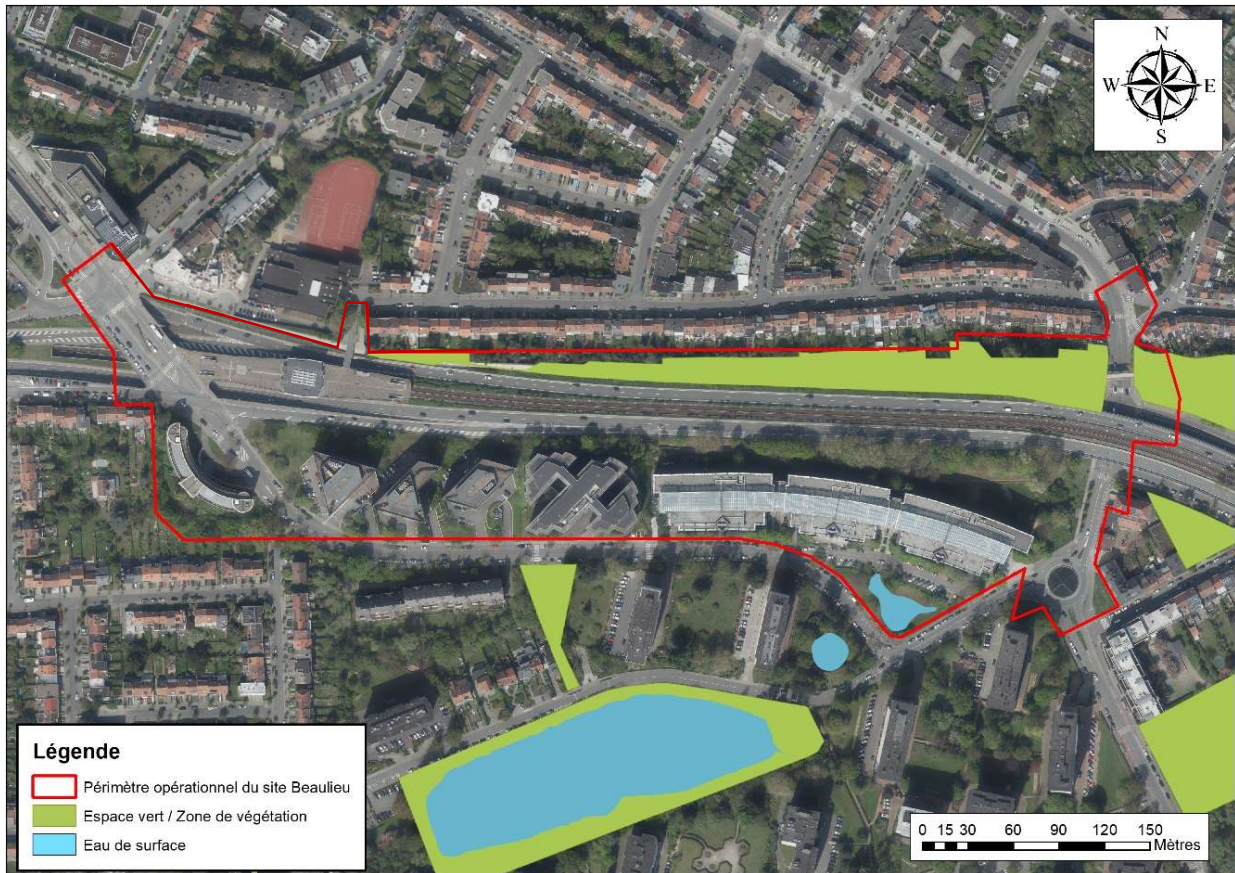 N
W E
S
Légende
Périmètre opérationnel du site Beaulieu
Espace vert / Zone de végétation
Eau de surface
0 15 30 60 90 120 150
Mètres